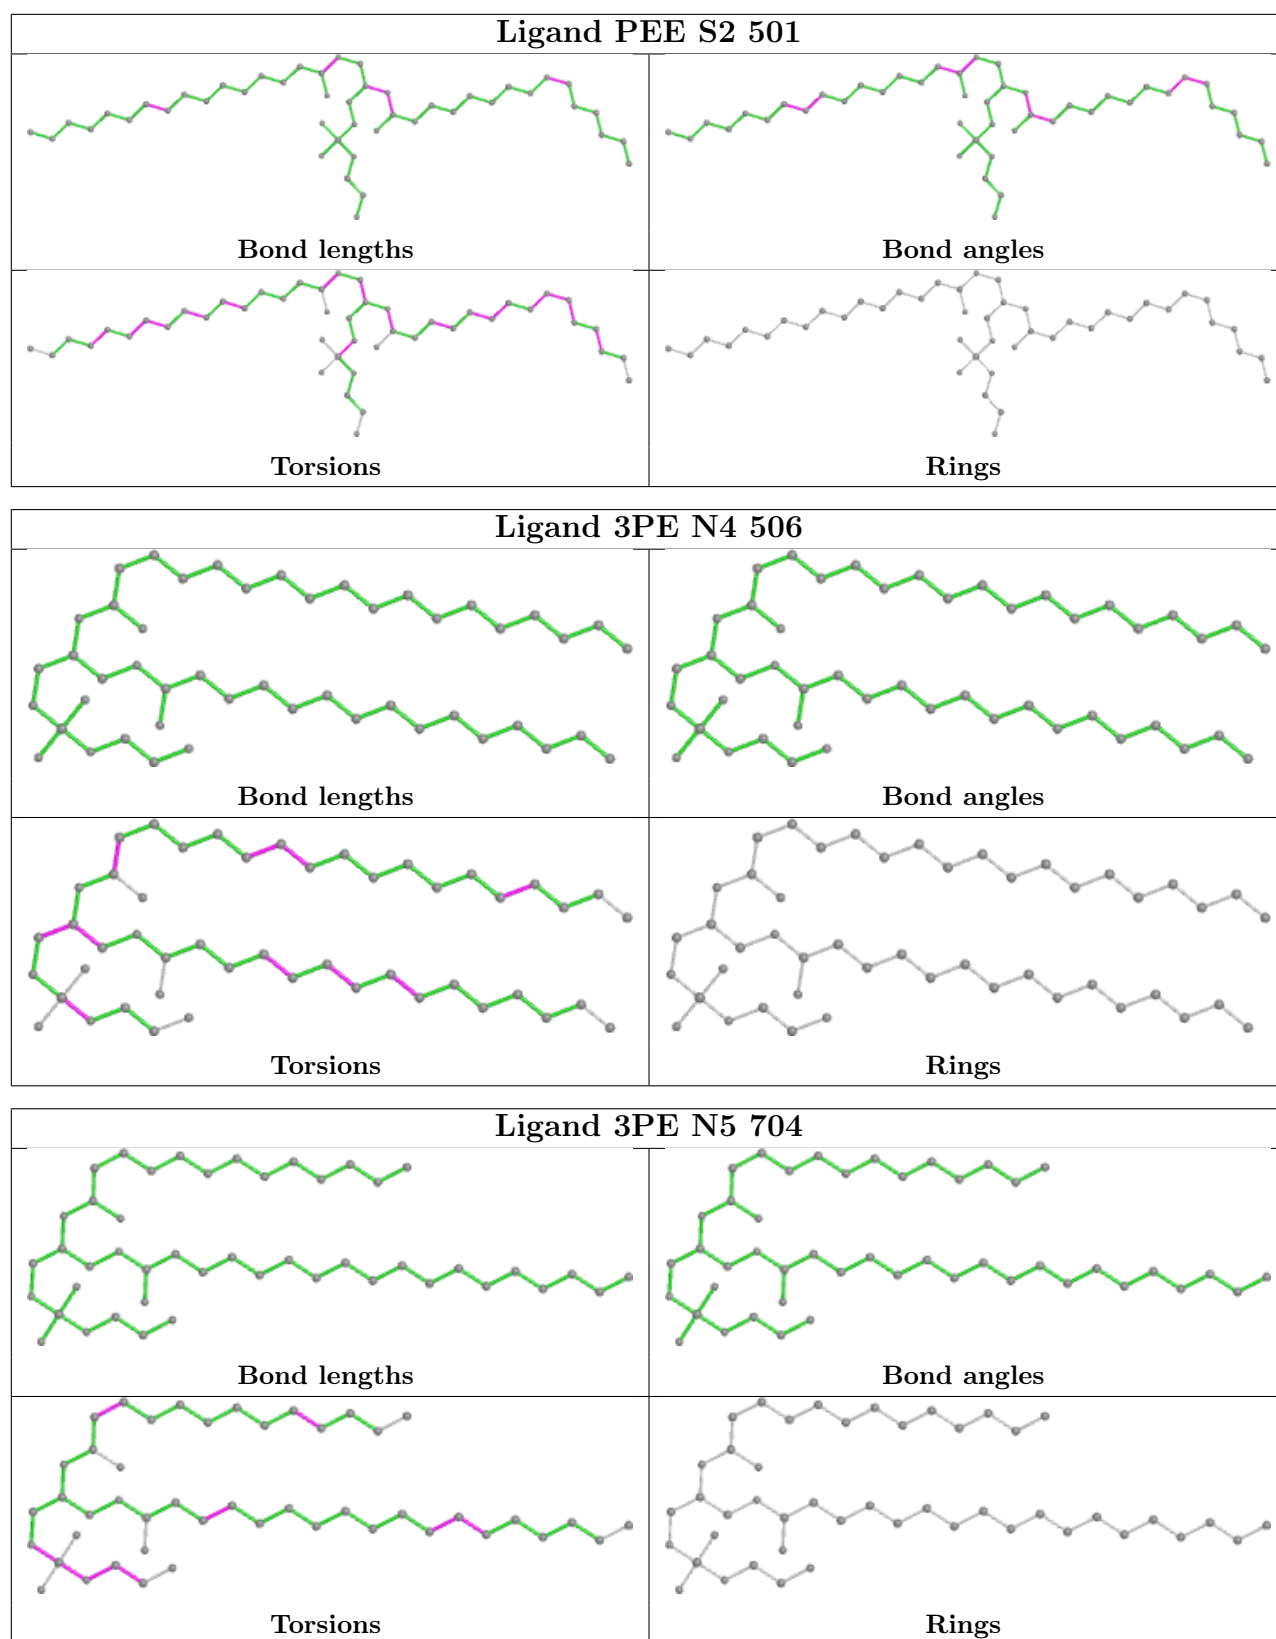 Ligand PEE S2 501
Bond lengths
Bond angles
Torsions
Rings
Ligand 3PE N4 506
Bond lengths
Bond angles
Torsions
Rings
Ligand 3PE N5 704
Bond lengths
Bond angles
Torsions
Rings